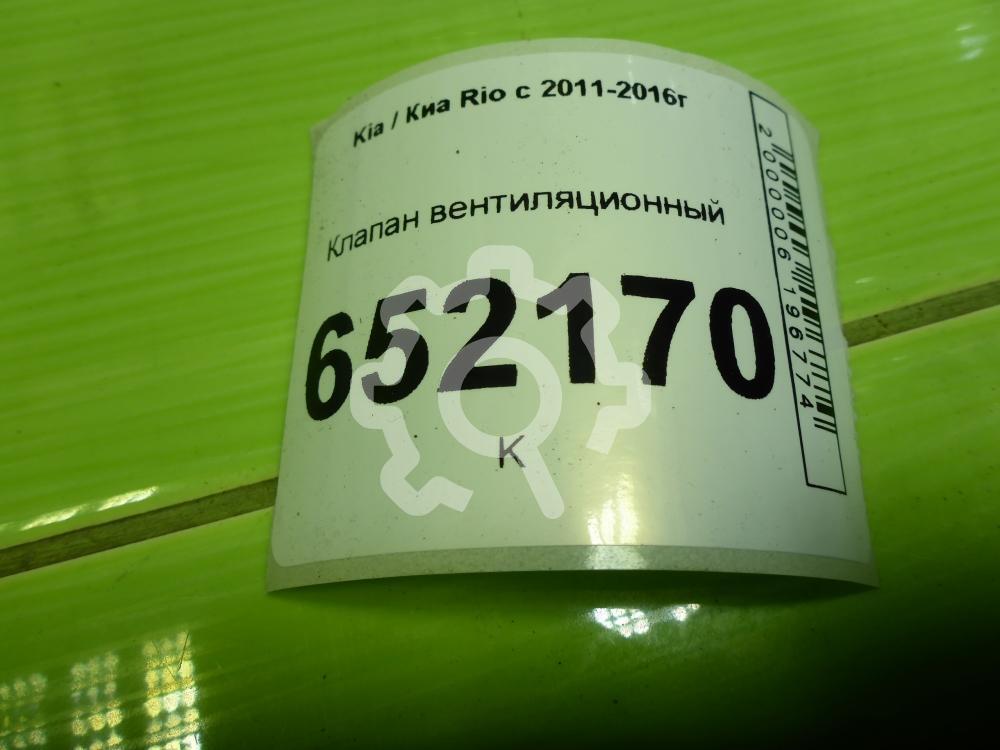 Kia / Киа Rio с 2011-2016г
Клапан вентиляционный
652170
К
2000006196774